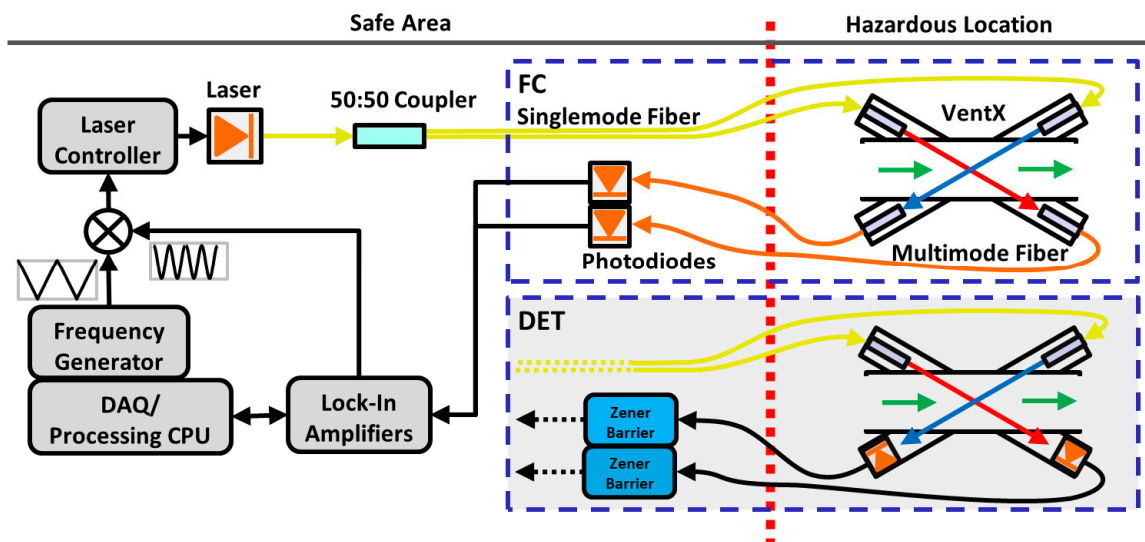 Safe Area
Hazardous Location
Laser
50:50 Coupler
FC
Singlemode Fiber
VentX
Laser
Controller
Photodiodes
Multimode Fiber
Frequency
Generator
DAQ/
Processing CPU
Lock-In
Amplifiers
DET
Zener
Barrier
Zener
Barrier